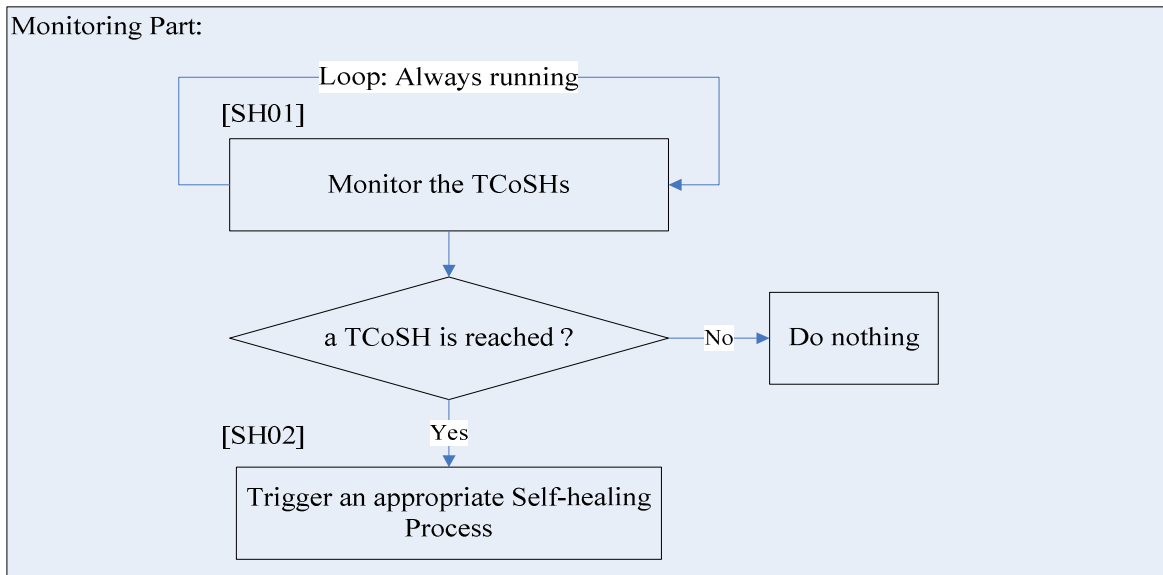 Monitoring Part:
Loop: Always running
[SH01]
Monitor the TCoSHs
a TCoSH is reached ?
No
Do nothing
Yes
[SH02]
Trigger an appropriate Self-healing
Process